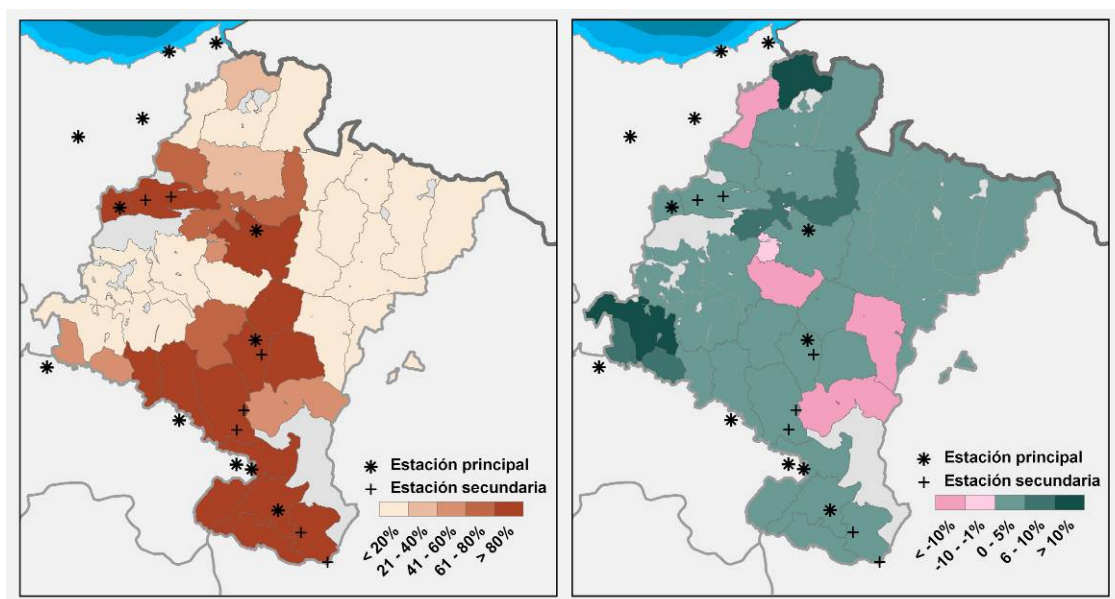 Estación principal
Estación secundaria
< 20%
21 - 40%
41 - 60%
61 - 80%
> 80%
Estación principal
Estación secundaria
< -10%
-10 - -1%
0 - 5%
6 - 10%
> 10%